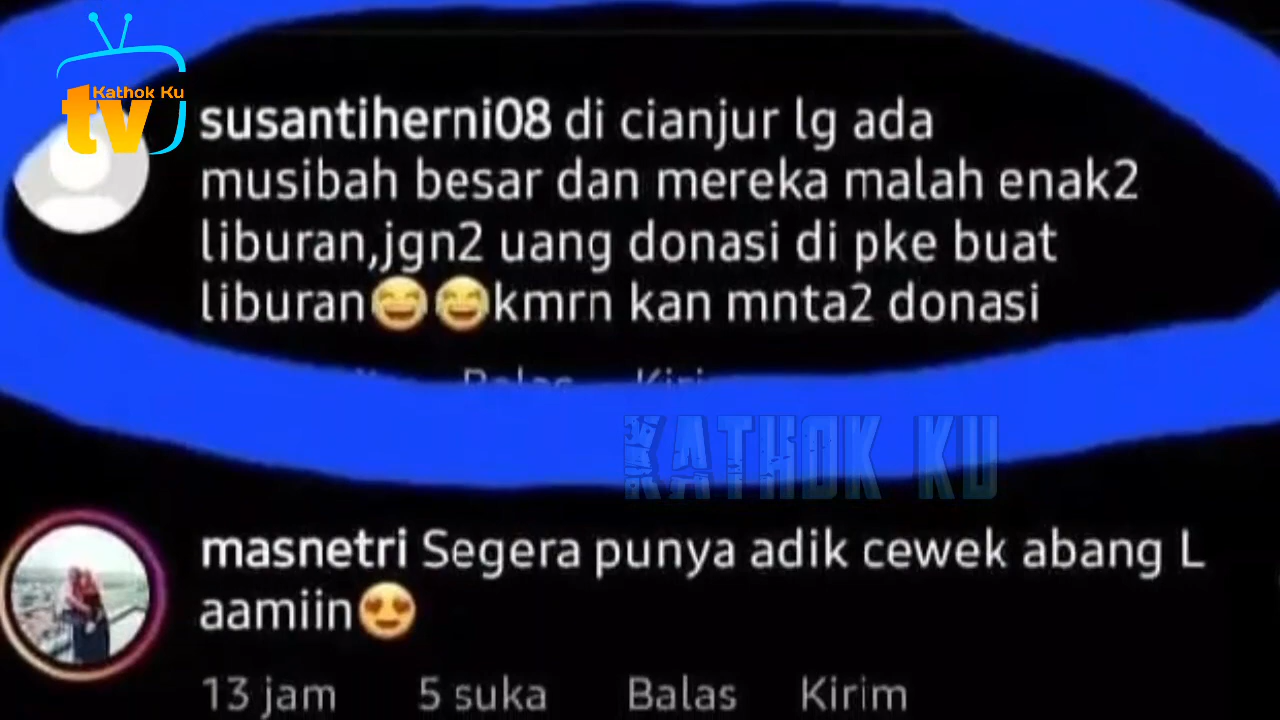 Kathok Ku
tv
susantiherni08 di cianjur lg ada
musibah besar dan mereka malah enak2
liburan,jgn2 uang donasi di pke buat
liburan😅😅kmrn kan mnta2 donasi
Balas Kirim
KATHOK KU
masnetri Segera punya adik cewek abang L
aamiin😍
13 jam 5 suka Balas Kirim